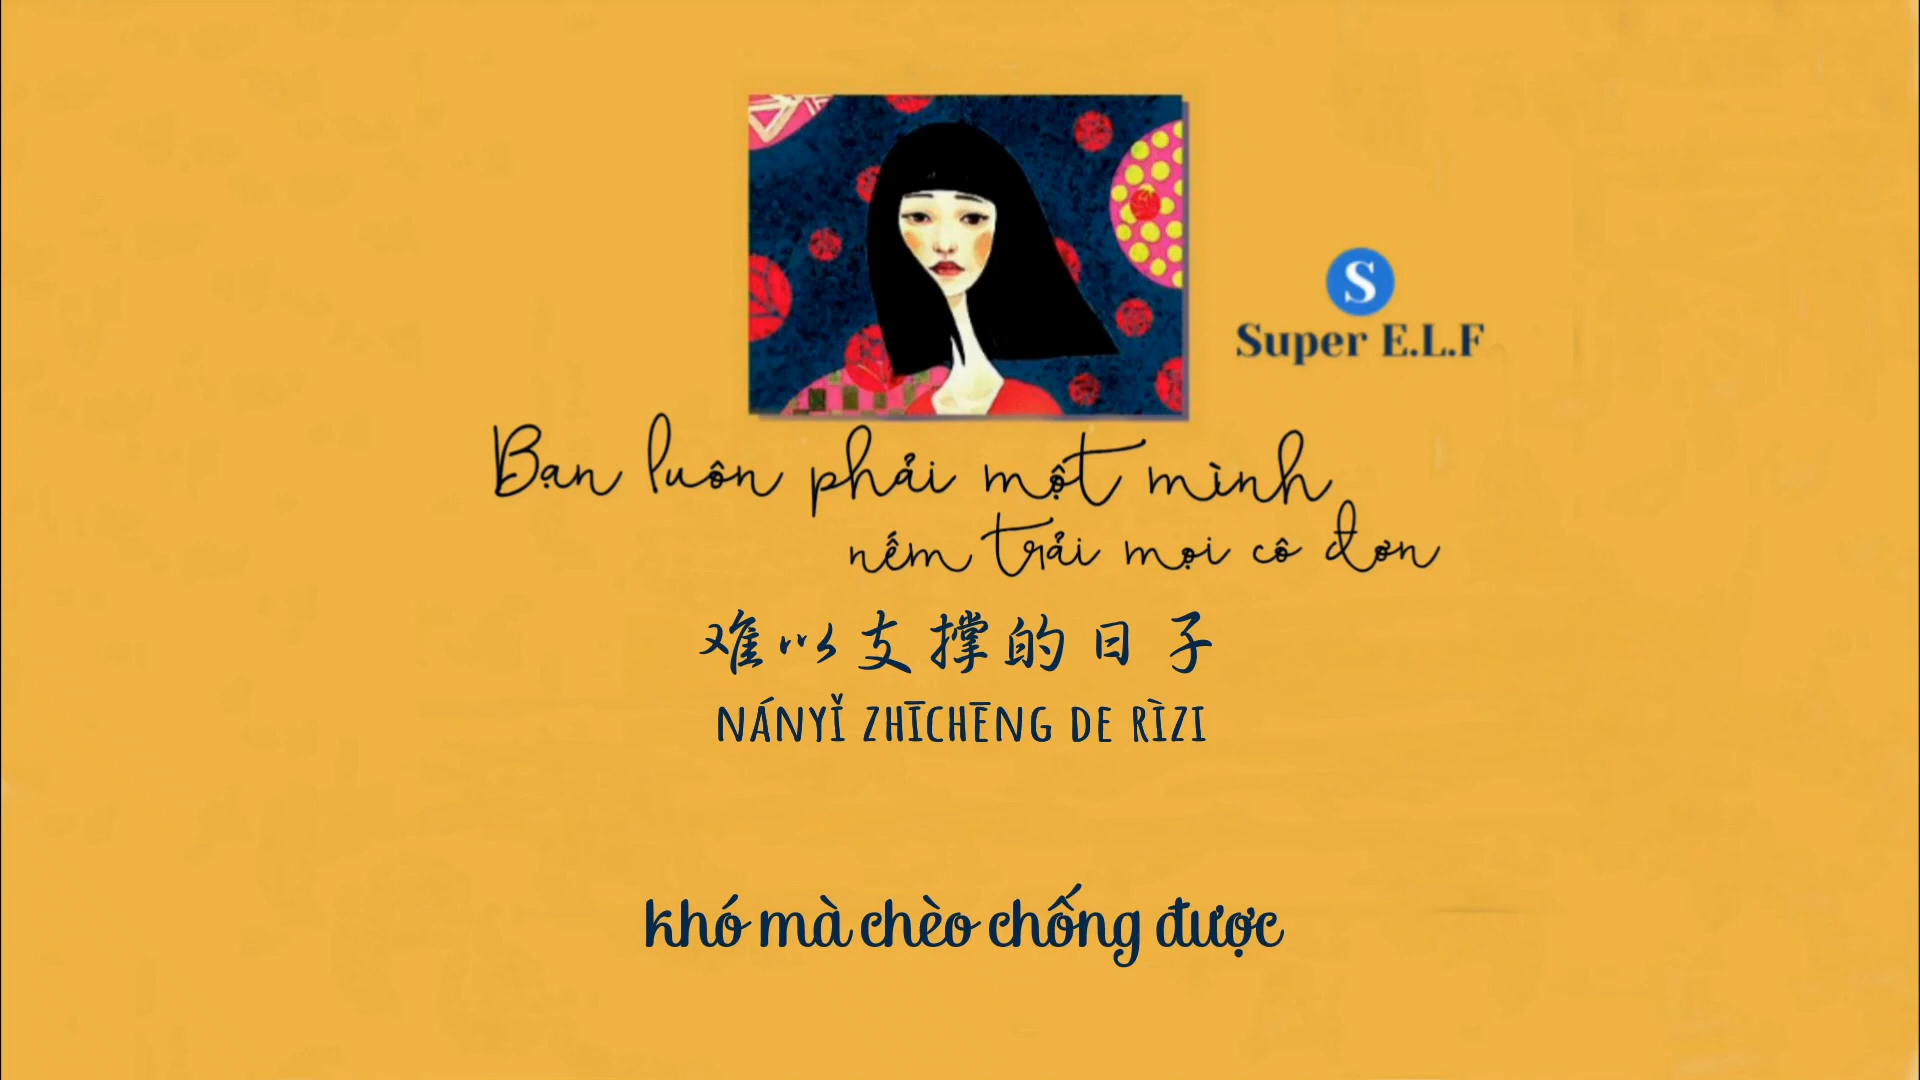 S
Super E.L.F
Bạn luôn phải một mình
nếm trải mọi cô đơn
难以支撑的日子
NÁNYǏ ZHĪCHĒNG DE RÌZI
khó mà chèo chống được